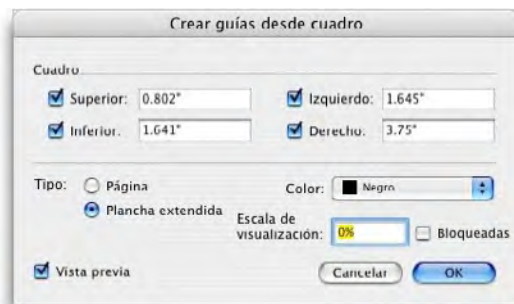 Crear guías desde cuadro
Cuadro
Superior: 0.802" Izquierdo: 1.645"
Inferior. 1.641" Derecho. 3.75"
Tipo: Página Color: Negro
Plancha extendida
Escala de
visualización: 0% Bloqueadas
Vista previa Cancelar OK